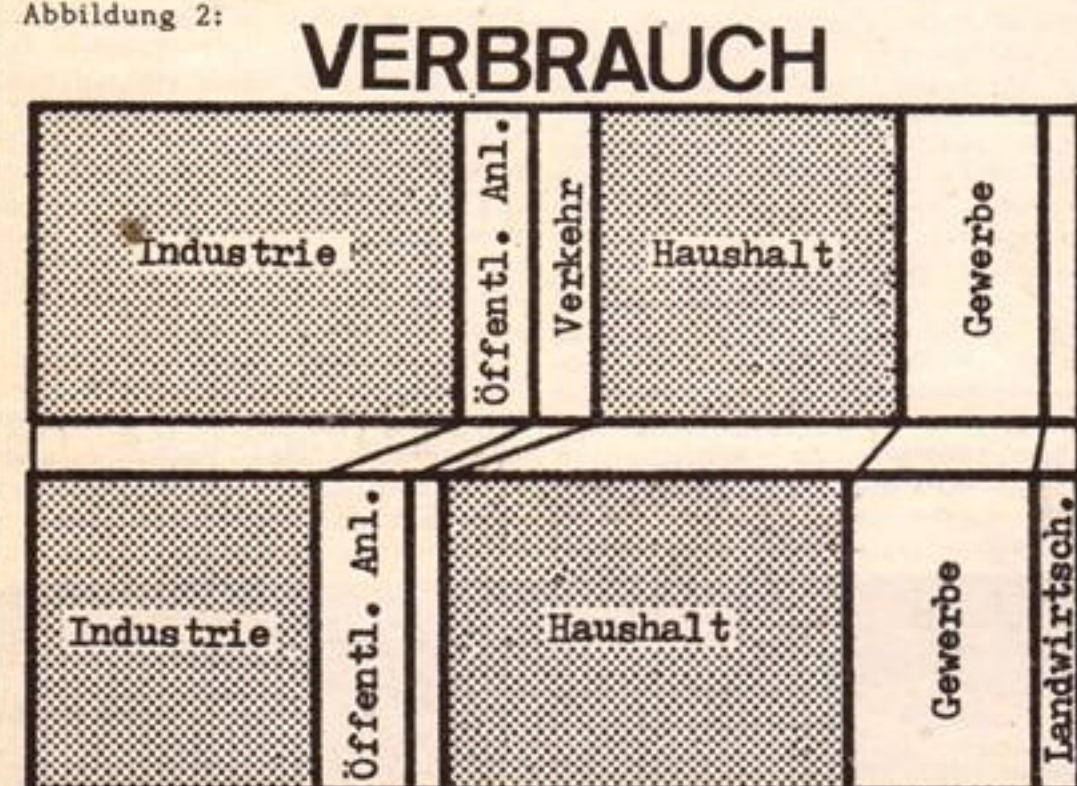 Abbildung 2:
VERBRAUCH
Industrie
Öffentl. Anl.
Verkehr
Haushalt
Gewerbe
Industrie
Öffentl. Anl.
Haushalt
Gewerbe
Landwirtsch.